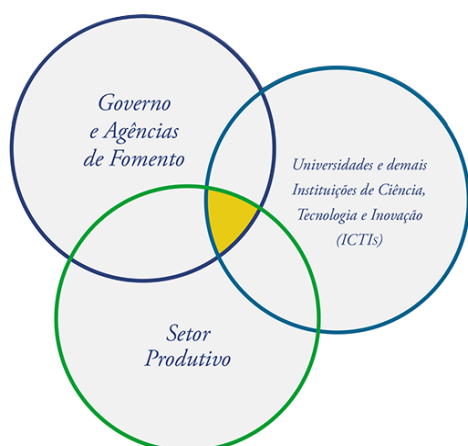 Governo
e Agências
de Fomento
Universidades e demais
Instituições de Ciência,
Tecnologia e Inovação
(ICTIs)
Setor
Produtivo